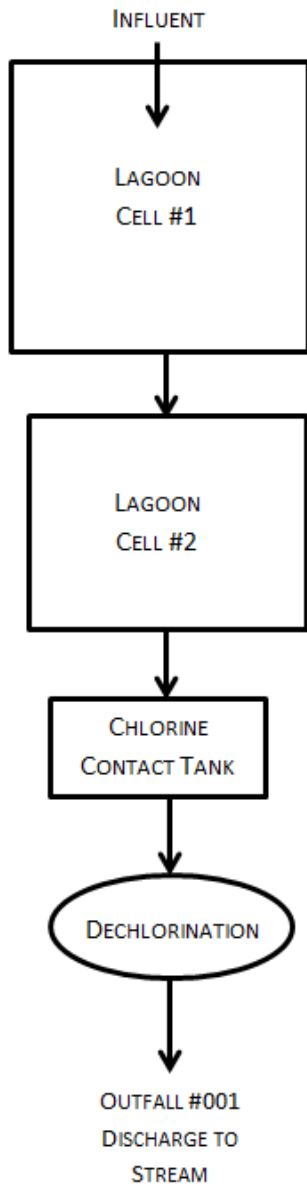 INFLUENT
LAGOON
CELL #1
LAGOON
CELL #2
CHLORINE
CONTACT TANK
DECHLORINATION
OUTFALL #001
DISCHARGE TO
STREAM